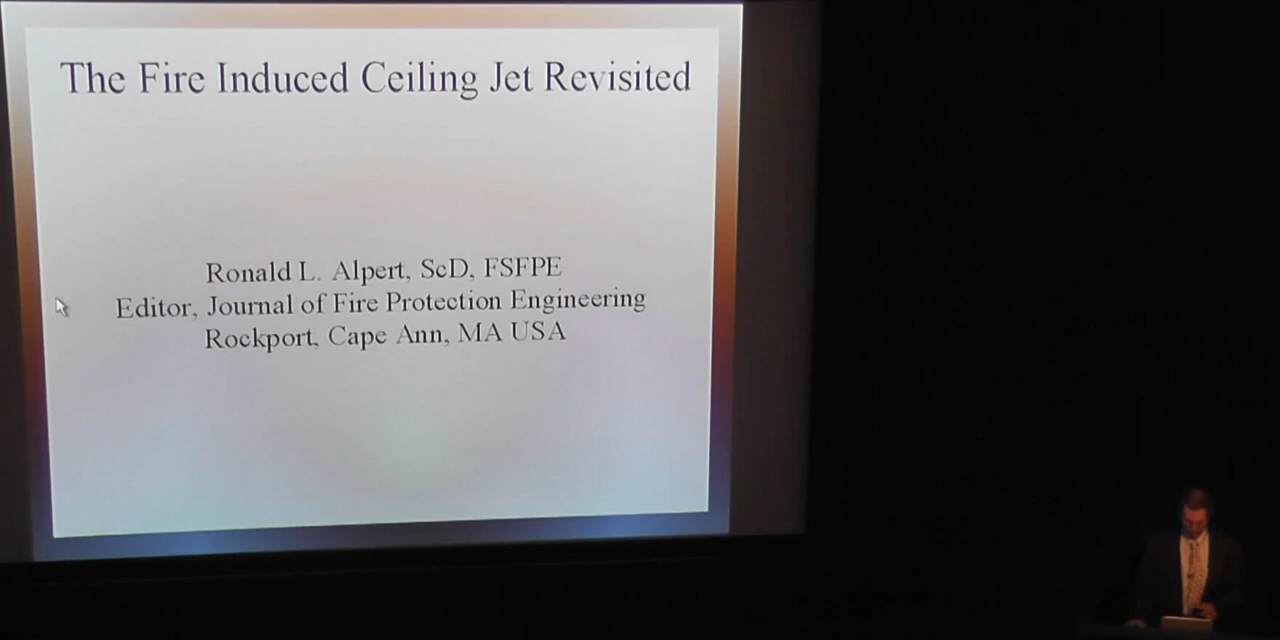 The Fire Induced Ceiling Jet Revisited
Ronald L. Alpert, ScD, FSFPE
Editor, Journal of Fire Protection Engineering
Rockport, Cape Ann, MA USA